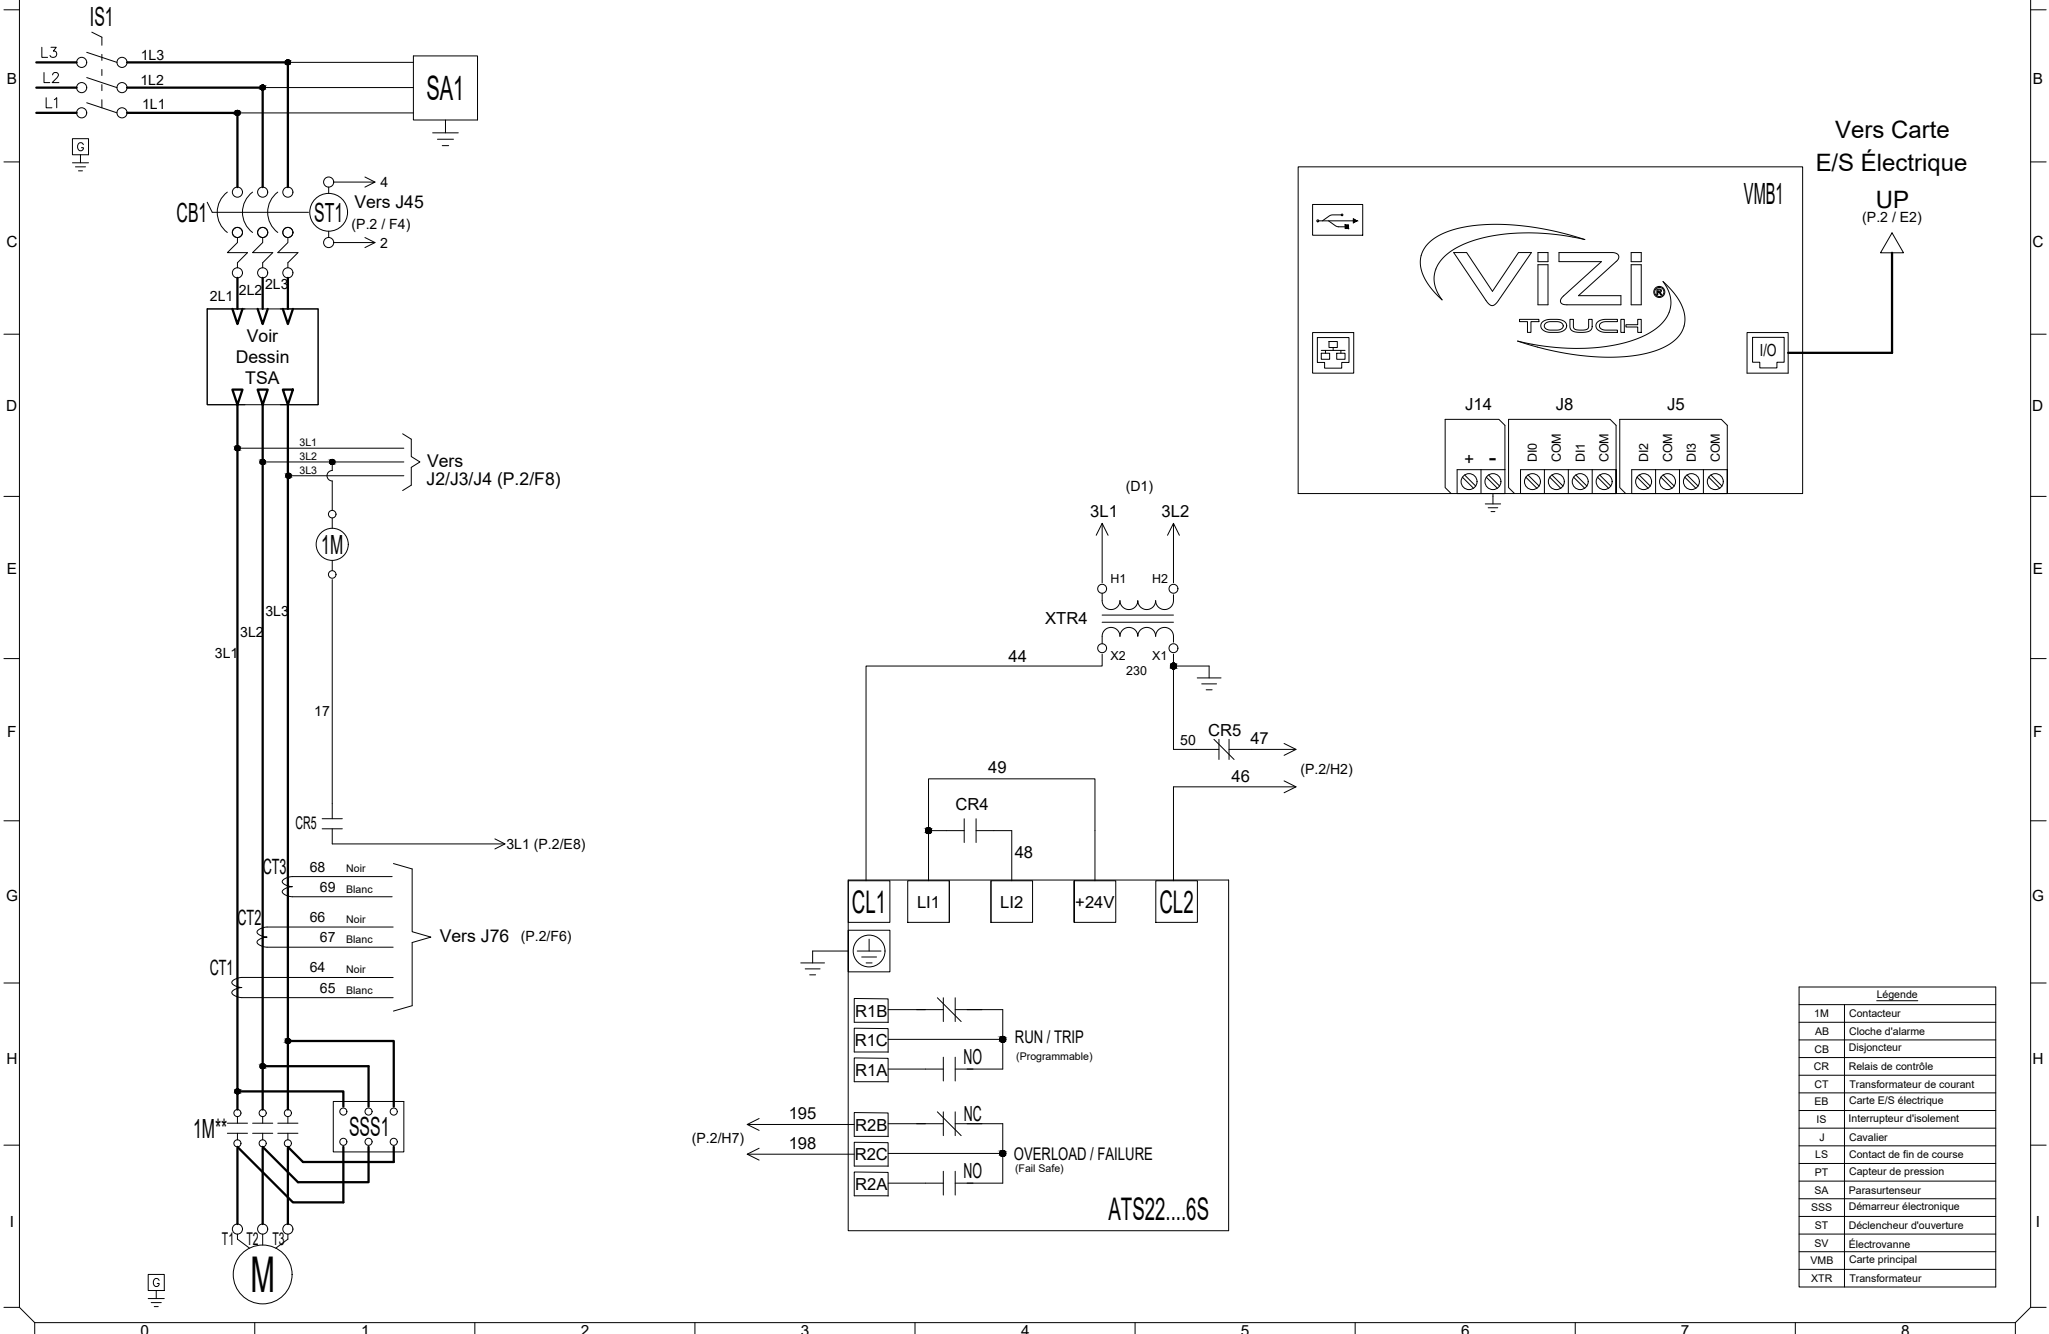 IS1
L3
1L3
L2
1L2
L1
1L1
SA1
G
CB1
ST1
4
Vers J45
(P.2 / F4)
2
2L1
2L2
2L3
Voir
Dessin
TSA
3L1
3L2
3L3
Vers
J2/J3/J4 (P.2/F8)
1M
3L3
3L2
3L1
17
CR5
3L1 (P.2/E8)
CT3
68 Noir
69 Blanc
CT2
66 Noir
67 Blanc
Vers J76 (P.2/F6)
CT1
64 Noir
65 Blanc
1M**
SSS1
T1
T2
T3
M
G
(D1)
3L1
3L2
H1
H2
XTR4
X2
X1
230
44
50
CR5
47
46
(P.2/H2)
49
CR4
48
CL1
LI1
LI2
+24V
CL2
R1B
R1C
R1A
NO
RUN / TRIP
(Programmable)
195
198
(P.2/H7)
R2B
R2C
R2A
NC
NO
OVERLOAD / FAILURE
(Fail Safe)
ATS22....6S
Vers Carte
E/S Électrique
UP
(P.2 / E2)
VMB1
ViZi
®
TOUCH
I/O
J14
J8
J5
+
-
DI0
COM
DI1
COM
DI2
COM
DI3
COM
Légende
1M Contacteur
AB Cloche d'alarme
CB Disjoncteur
CR Relais de contrôle
CT Transformateur de courant
EB Carte E/S électrique
IS Interrupteur d'isolement
J Cavalier
LS Contact de fin de course
PT Capteur de pression
SA Parasurtenseur
SSS Démarreur électronique
ST Déclencheur d'ouverture
SV Électrovanne
VMB Carte principal
XTR Transformateur
B
C
D
E
F
G
H
I
B
C
D
E
F
G
H
I
0
1
2
3
4
5
6
7
8